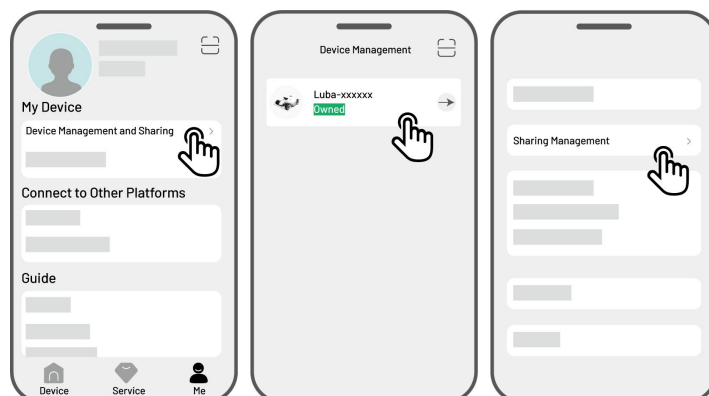 My Device
Device Management and Sharing
Connect to Other Platforms
Guide
Device Service Me
Device Management
Luba-xxxxxx
Owned
Sharing Management